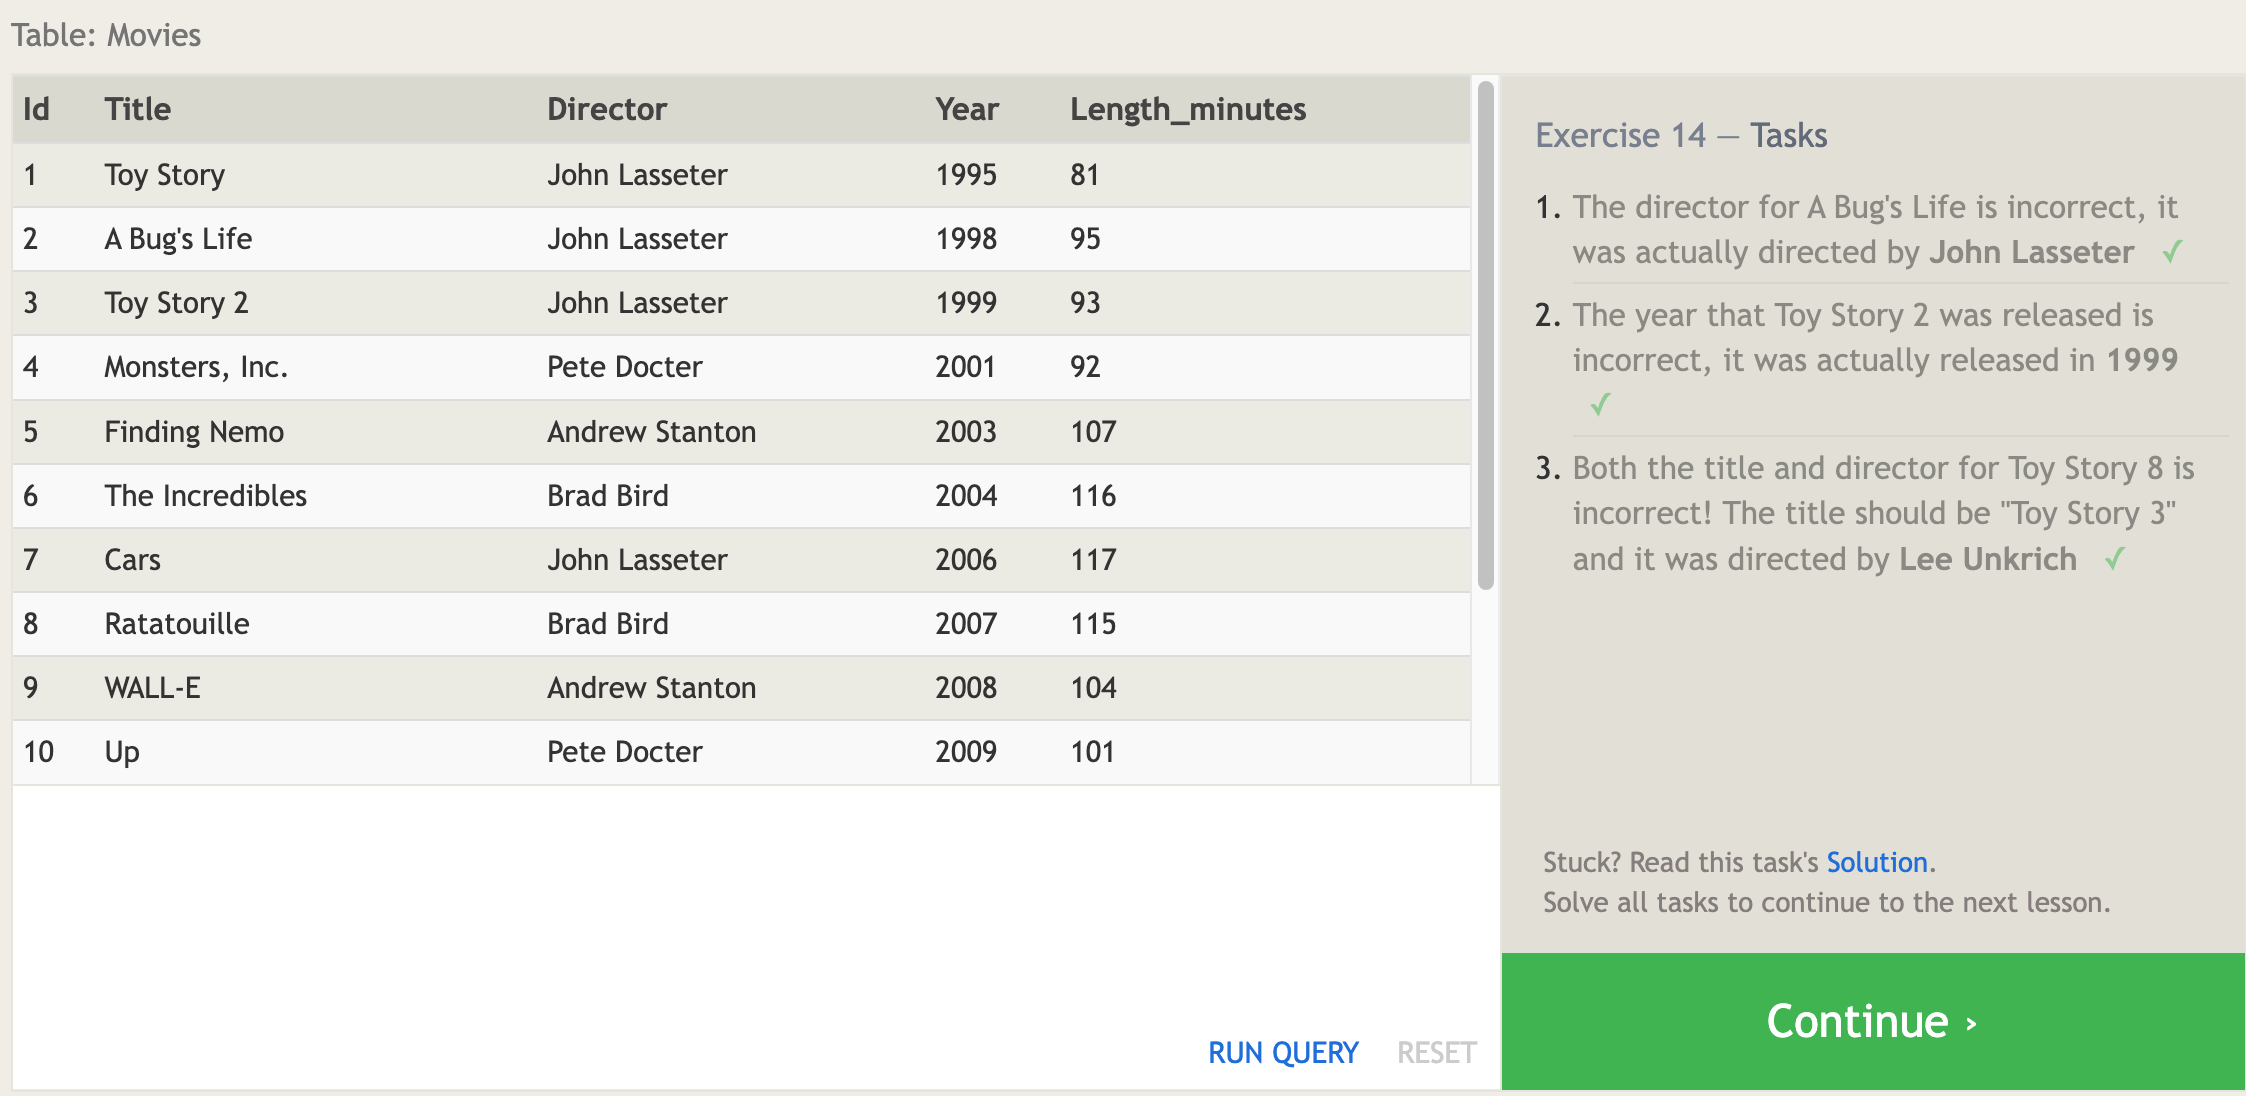 Table: Movies
Id Title Director Year Length_minutes
1 Toy Story John Lasseter 1995 81
2 A Bug's Life John Lasseter 1998 95
3 Toy Story 2 John Lasseter 1999 93
4 Monsters, Inc. Pete Docter 2001 92
5 Finding Nemo Andrew Stanton 2003 107
6 The Incredibles Brad Bird 2004 116
7 Cars John Lasseter 2006 117
8 Ratatouille Brad Bird 2007 115
9 WALL-E Andrew Stanton 2008 104
10 Up Pete Docter 2009 101
RUN QUERY RESET
Exercise 14 — Tasks
1. The director for A Bug's Life is incorrect, it
was actually directed by John Lasseter ✓
2. The year that Toy Story 2 was released is
incorrect, it was actually released in 1999
✓
3. Both the title and director for Toy Story 8 is
incorrect! The title should be "Toy Story 3"
and it was directed by Lee Unkrich ✓
Stuck? Read this task's Solution.
Solve all tasks to continue to the next lesson.
Continue ›